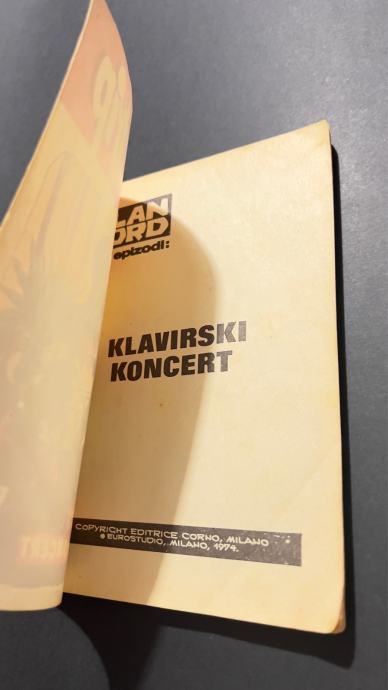 LAN
ORD
epizodi:
KLAVIRSKI
KONCERT
COPYRIGHT EDITRICE CORNO, MILANO
© EUROSTUDIO, MILANO, 1974.